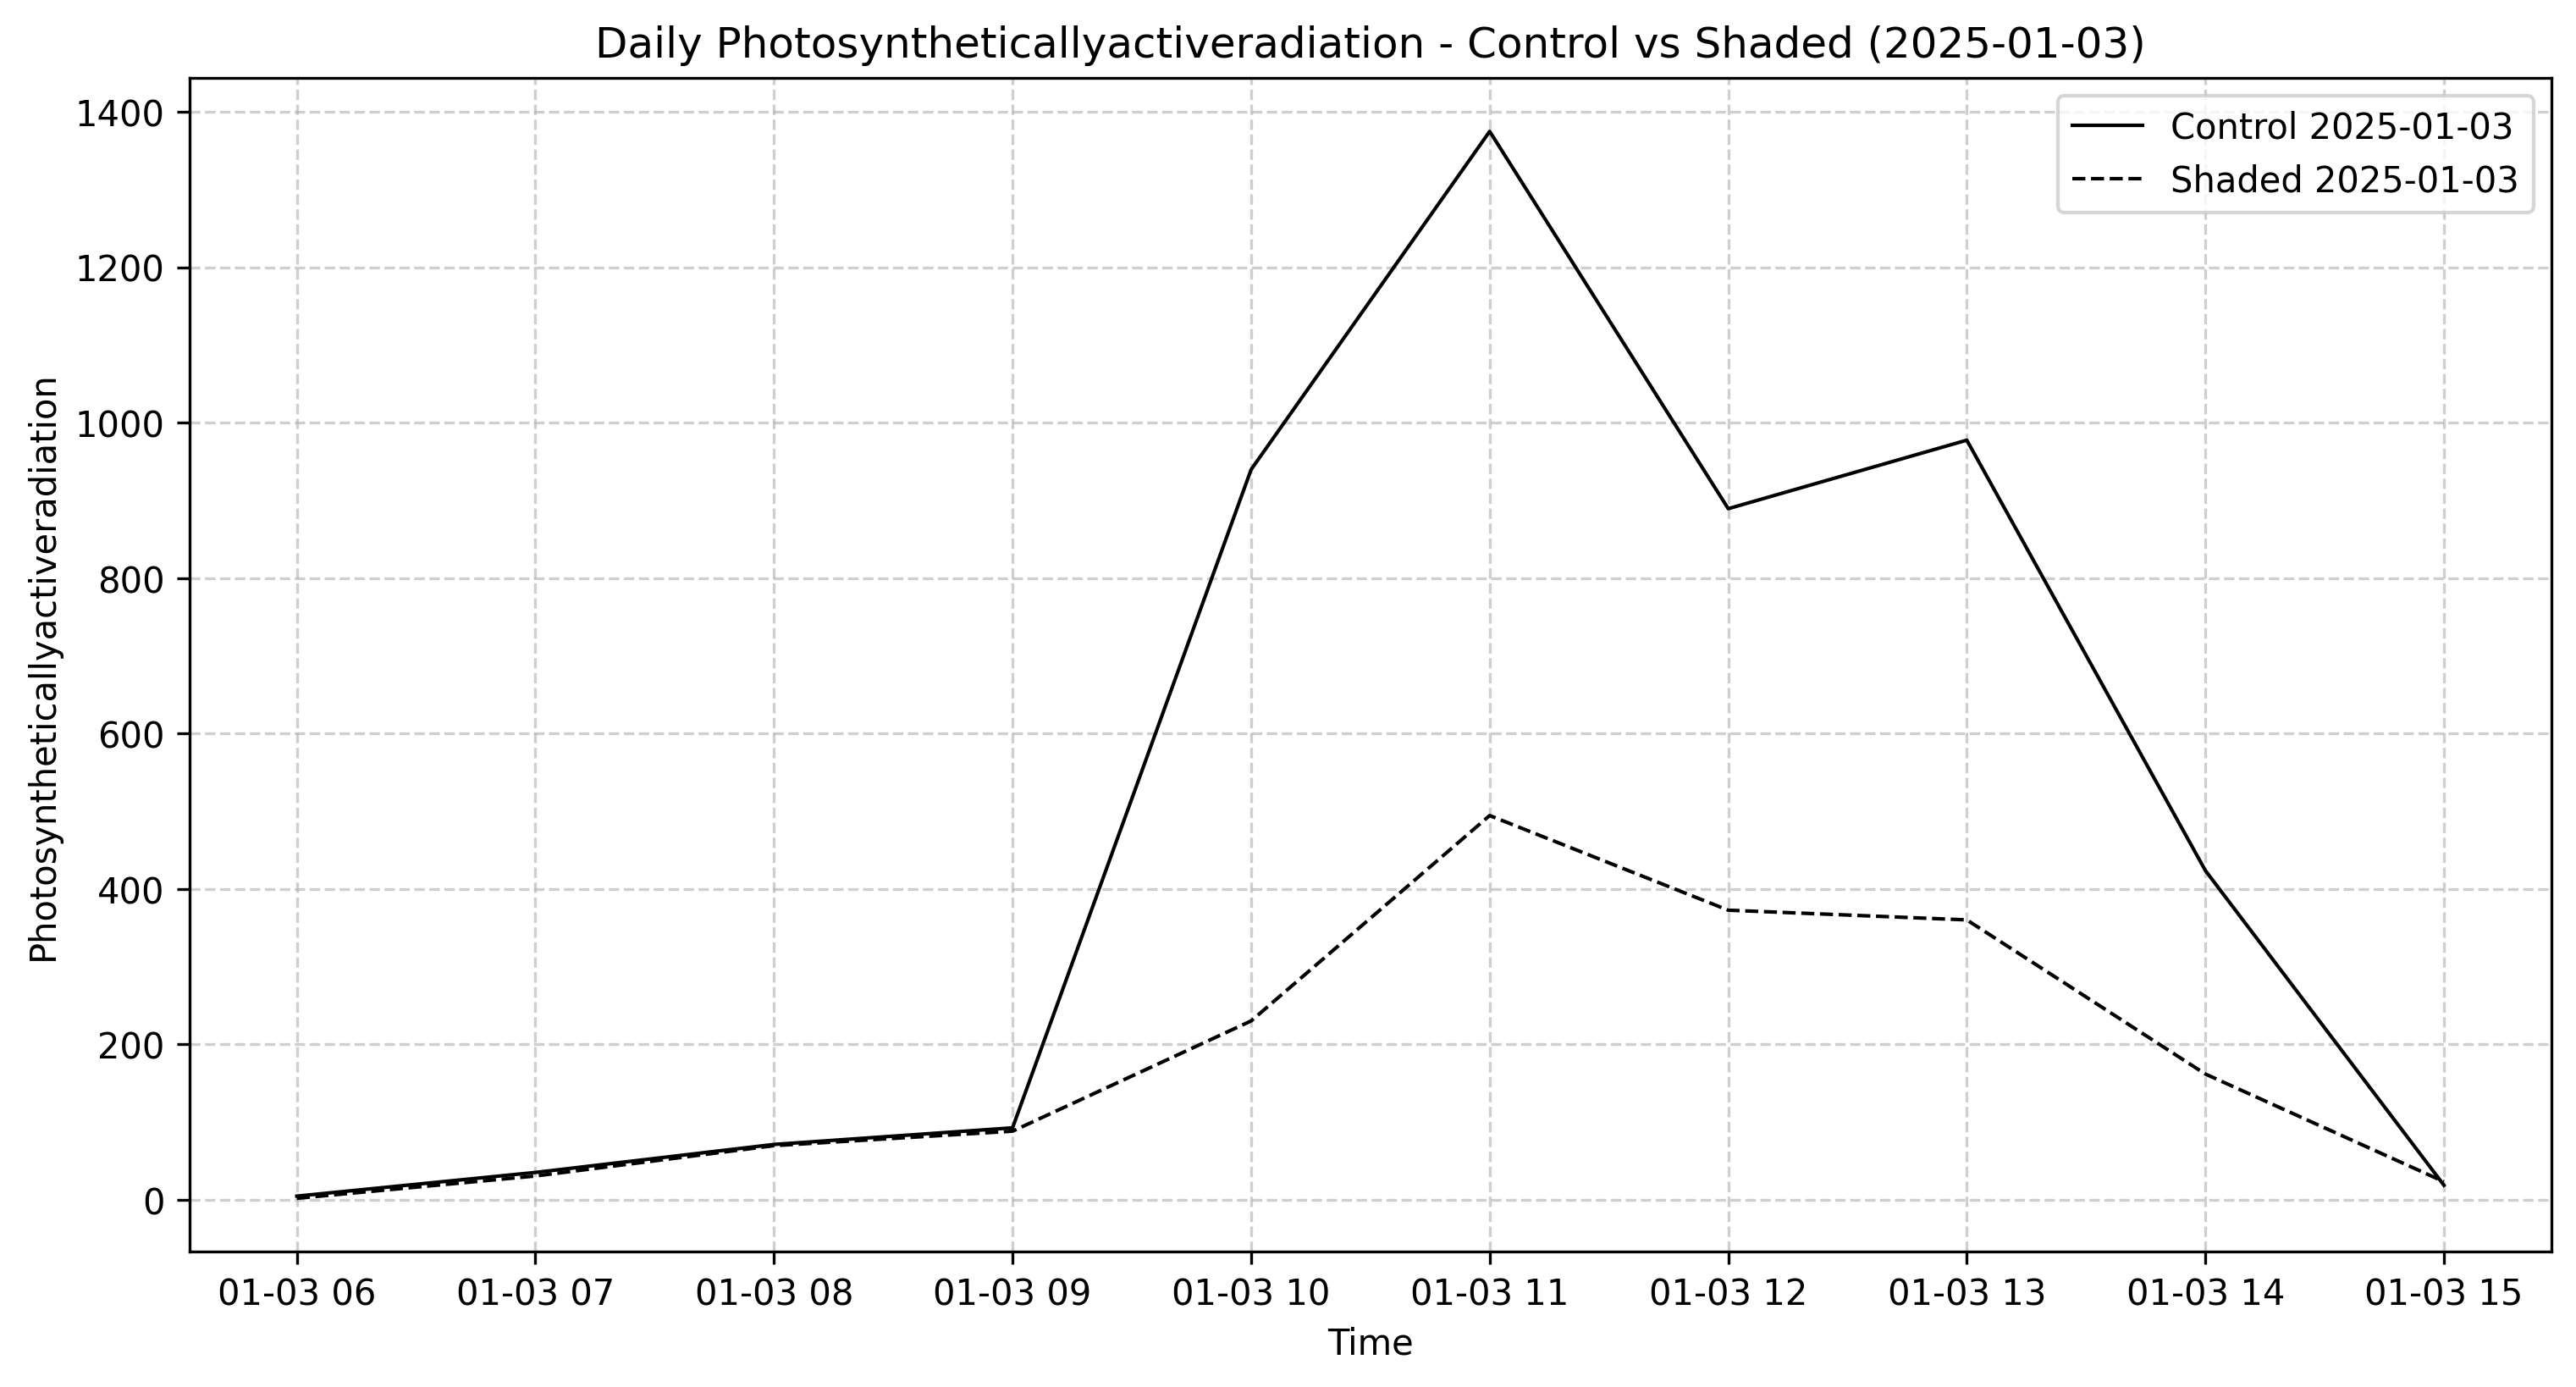 Daily Photosyntheticallyactiveradiation - Control vs Shaded (2025-01-03)
Control 2025-01-03
Shaded 2025-01-03
Photosyntheticallyactiveradiation
1400
1200
1000
800
600
400
200
0
01-03 06 01-03 07 01-03 08 01-03 09 01-03 10 01-03 11 01-03 12 01-03 13 01-03 14 01-03 15
Time